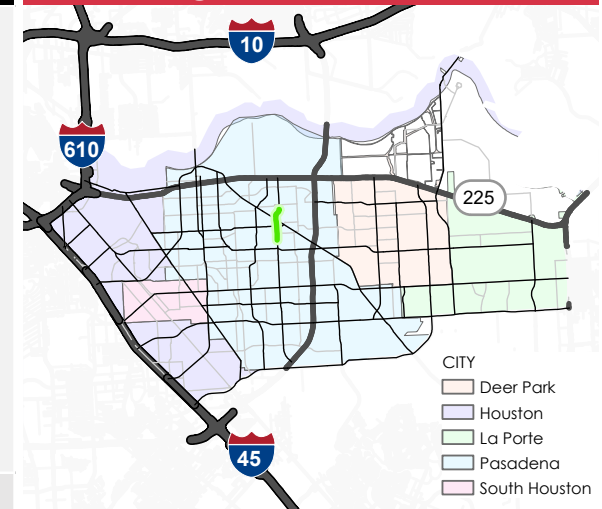 10
610
225
CITY
Deer Park
Houston
La Porte
Pasadena
South Houston
45